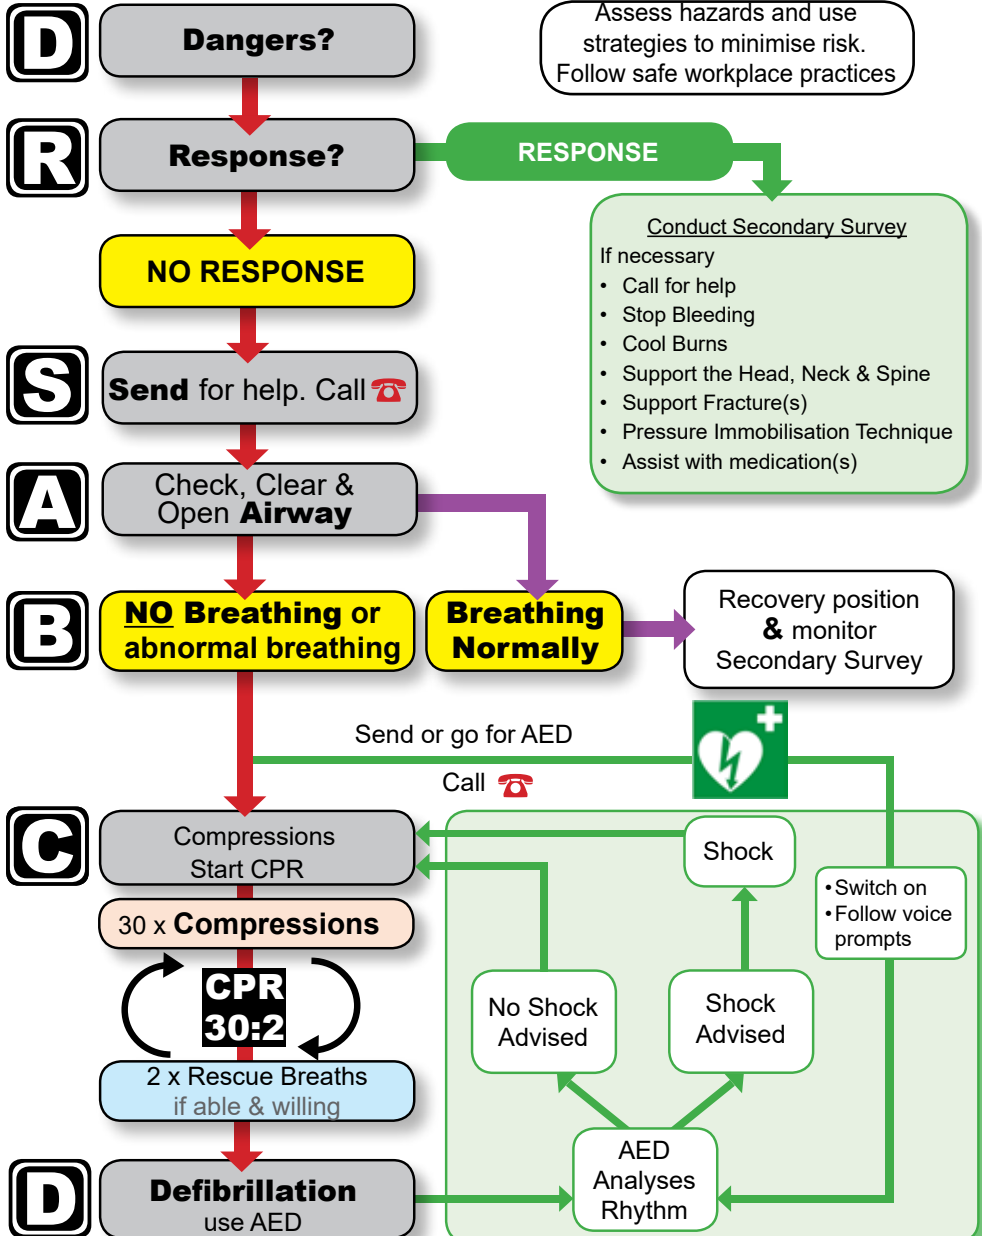 D
Dangers?
Assess hazards and use
strategies to minimise risk.
Follow safe workplace practices
R
Response?
RESPONSE
Conduct Secondary Survey
If necessary
• Call for help
• Stop Bleeding
• Cool Burns
• Support the Head, Neck & Spine
• Support Fracture(s)
• Pressure Immobilisation Technique
• Assist with medication(s)
NO RESPONSE
S
Send for help. Call
A
Check, Clear &
Open Airway
B
NO Breathing or
abnormal breathing
Breathing
Normally
Recovery position
& monitor
Secondary Survey
Send or go for AED
Call
C
Compressions
Start CPR
Shock
• Switch on
• Follow voice
prompts
30 x Compressions
CPR
30:2
No Shock
Advised
Shock
Advised
2 x Rescue Breaths
if able & willing
D
Defibrillation
use AED
AED
Analyses
Rhythm